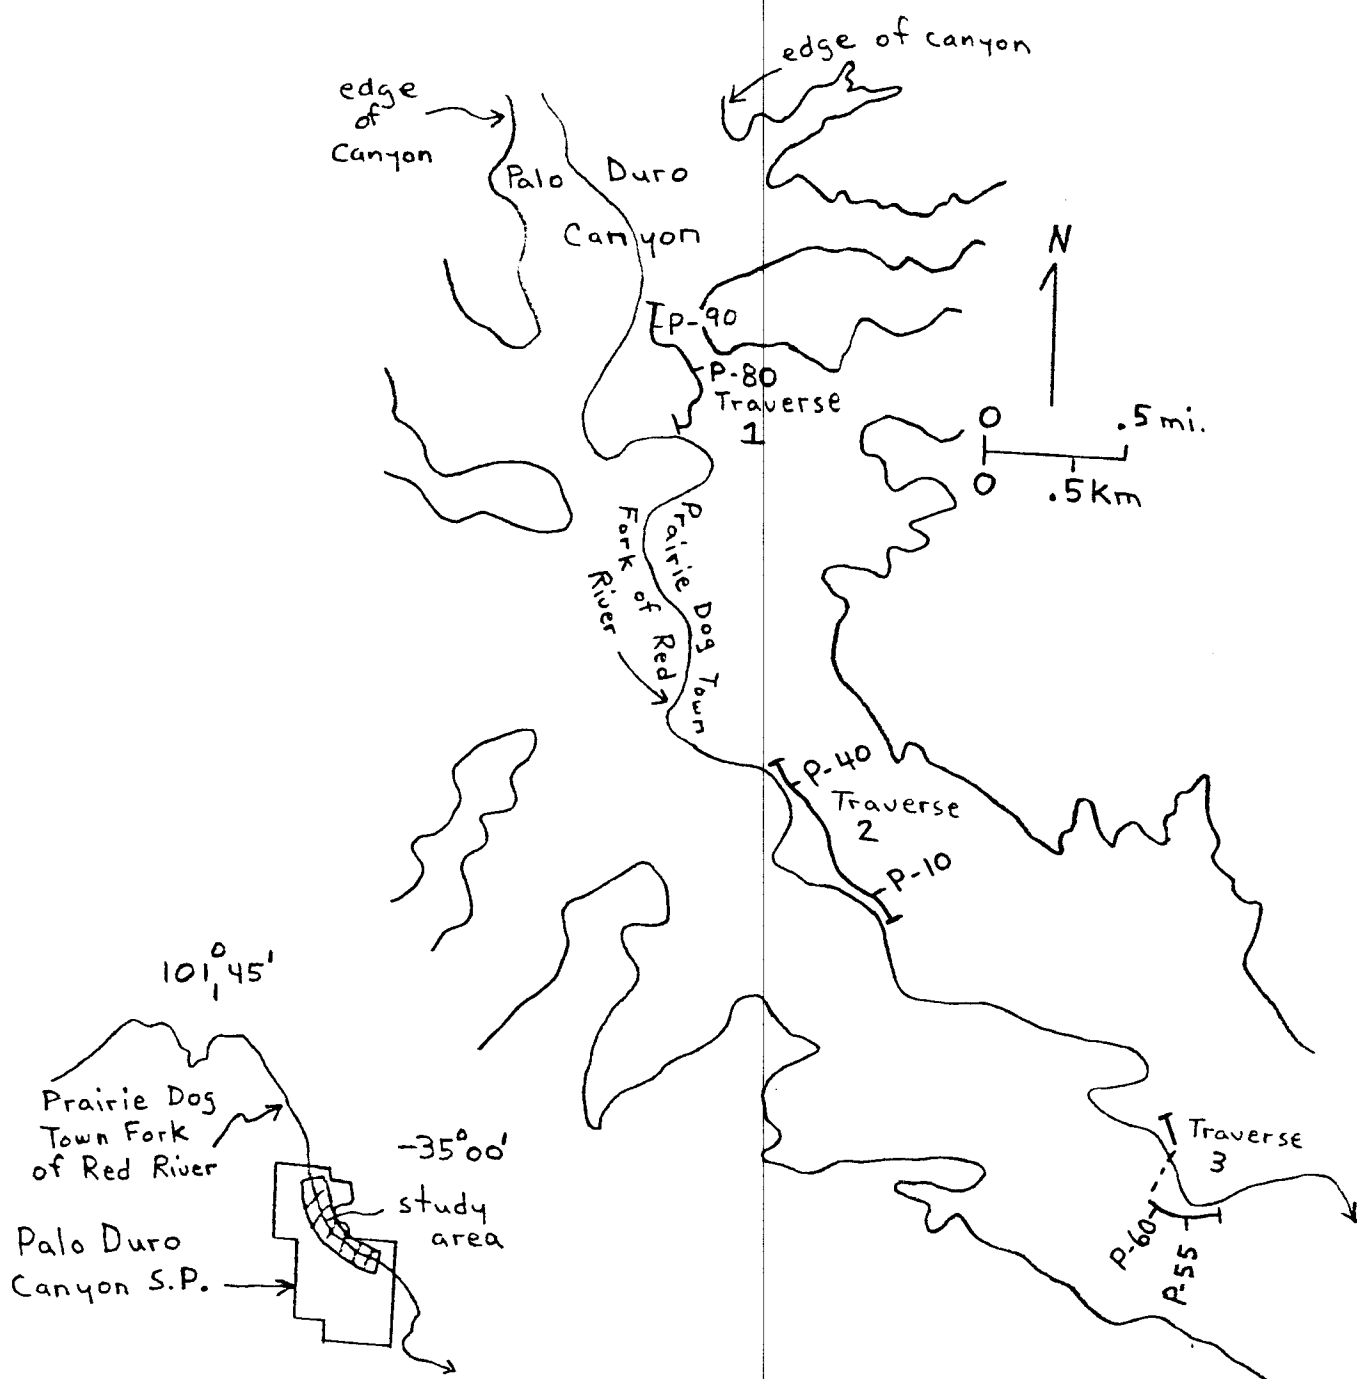 edge of canyon
edge
of
Canyon
Palo Duro
Canyon
N
P-90
P-80
Traverse
1
0 .5 mi.
0 .5 Km
Prairie Dog Town
Fork of Red
River
P-40
Traverse
2
P-10
101°45'
Prairie Dog
Town Fork
of Red River
-35°00'
study
area
Palo Duro
Canyon S.P.
Traverse
3
P-60
P-55